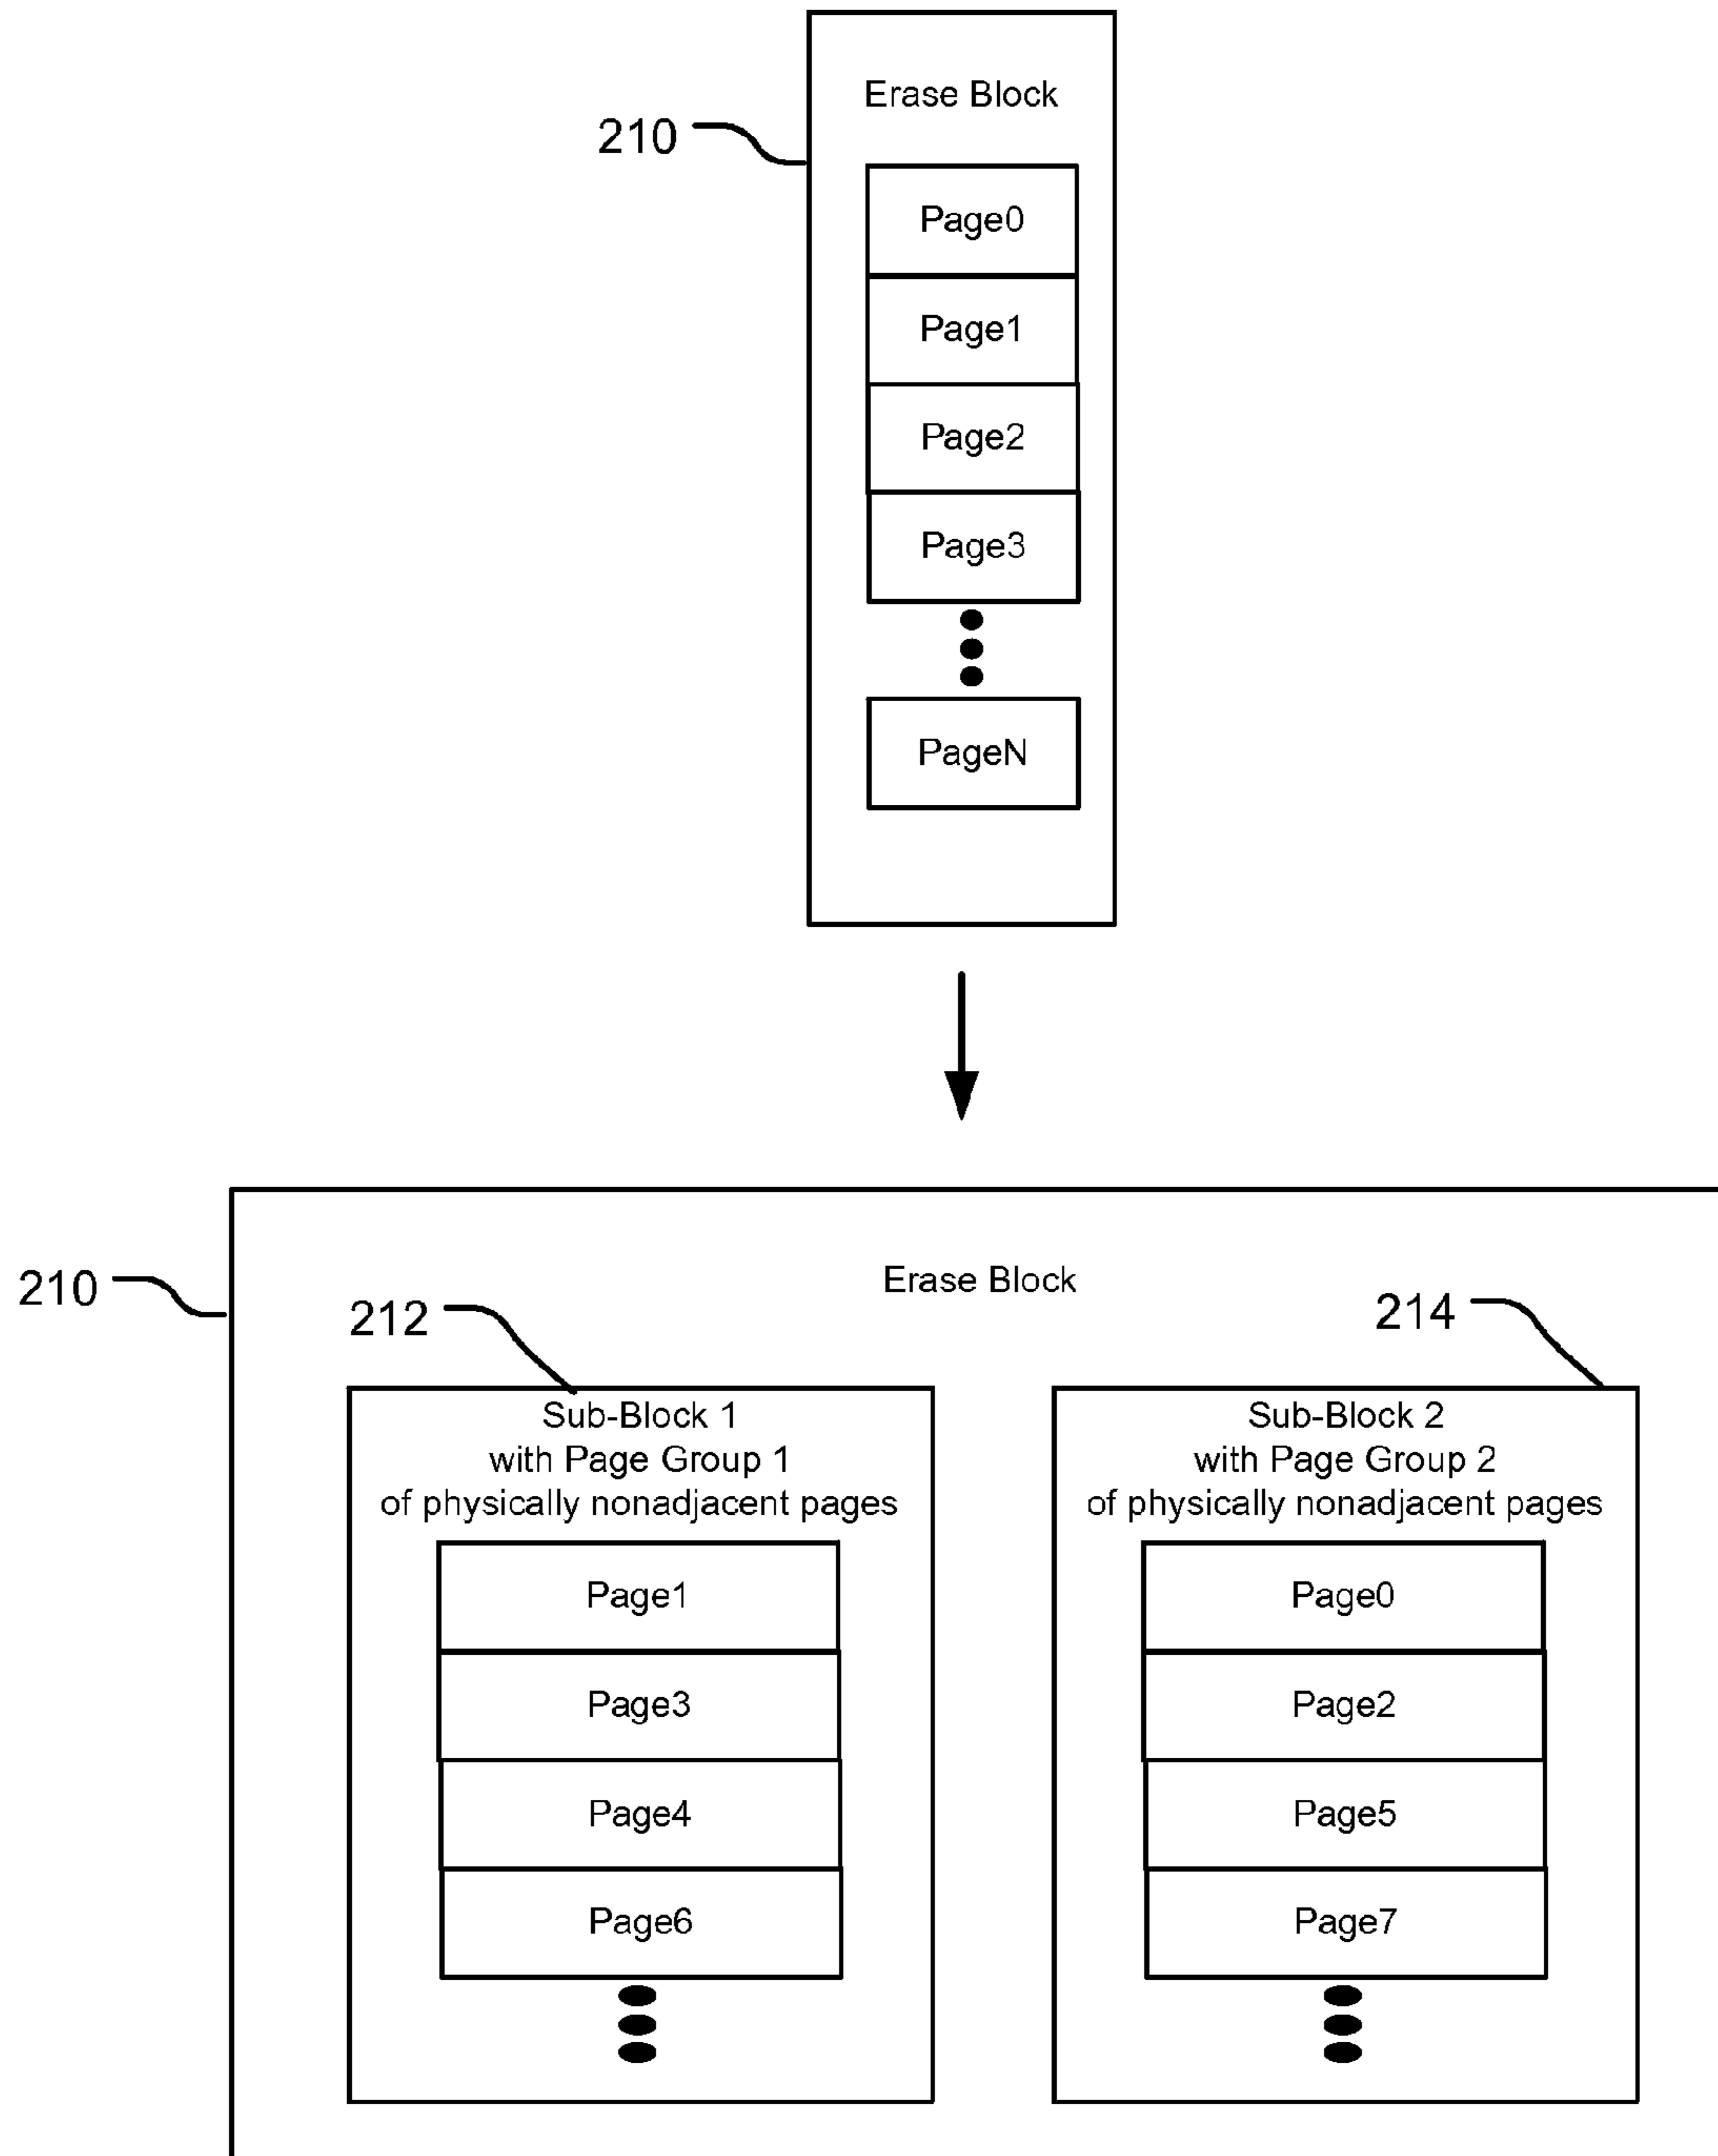 Erase Block
210
Page0
Page1
Page2
Page3
PageN
210
Erase Block
212
214
Sub-Block 1
with Page Group 1
of physically nonadjacent pages
Page1
Page3
Page4
Page6
Sub-Block 2
with Page Group 2
of physically nonadjacent pages
Page0
Page2
Page5
Page7